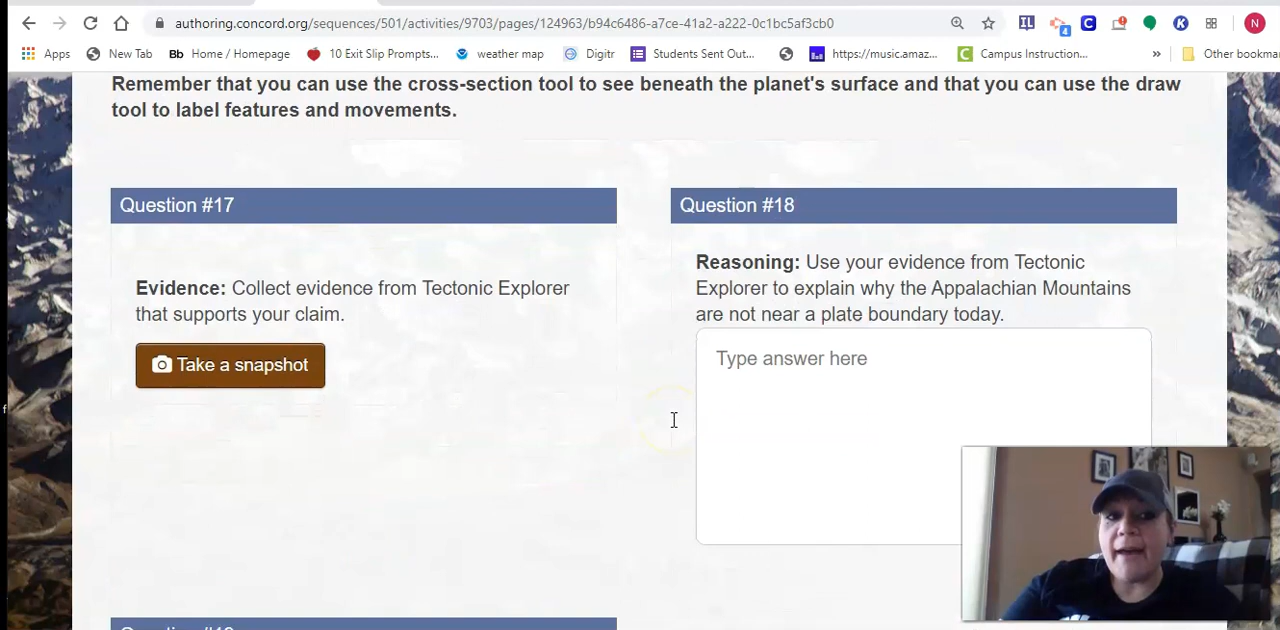 authoring.concord.org/sequences/501/activities/9703/pages/124963/b94c6486-a7ce-41a2-a222-0c1bc5af3cb0
IL
4
C
K
N
Apps
New Tab
Bb Home / Homepage
10 Exit Slip Prompts...
weather map
Digitr
Students Sent Out...
https://music.amaz...
C Campus Instruction...
»
Other bookma
Remember that you can use the cross-section tool to see beneath the planet's surface and that you can use the draw
tool to label features and movements.
Question #17
Evidence: Collect evidence from Tectonic Explorer
that supports your claim.
Take a snapshot
Question #18
Reasoning: Use your evidence from Tectonic
Explorer to explain why the Appalachian Mountains
are not near a plate boundary today.
Type answer here